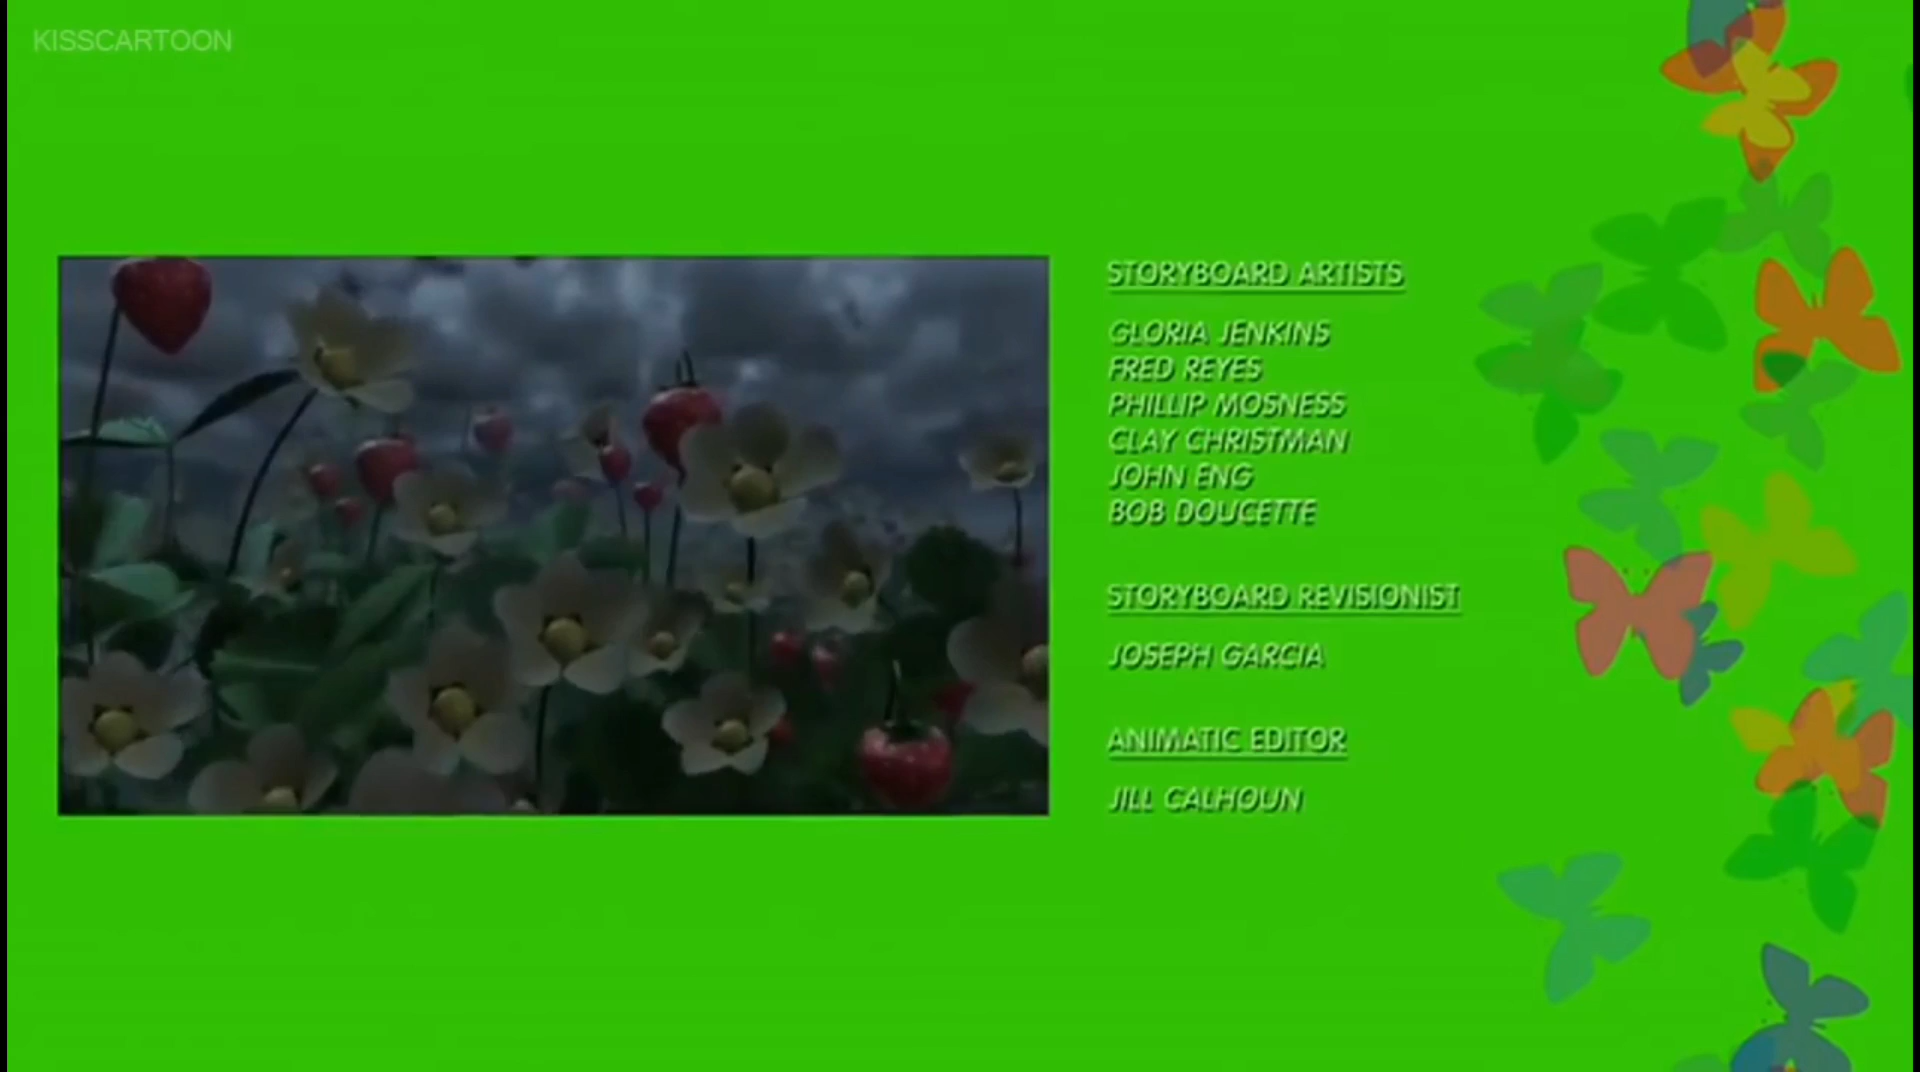 KISSCARTOON
STORYBOARD ARTISTS
GLORIA JENKINS
FRED REYES
PHILLIP MOSNESS
CLAY CHRISTMAN
JOHN ENG
BOB DOUCETTE
STORYBOARD REVISIONIST
JOSEPH GARCIA
ANIMATIC EDITOR
JILL CALHOUN